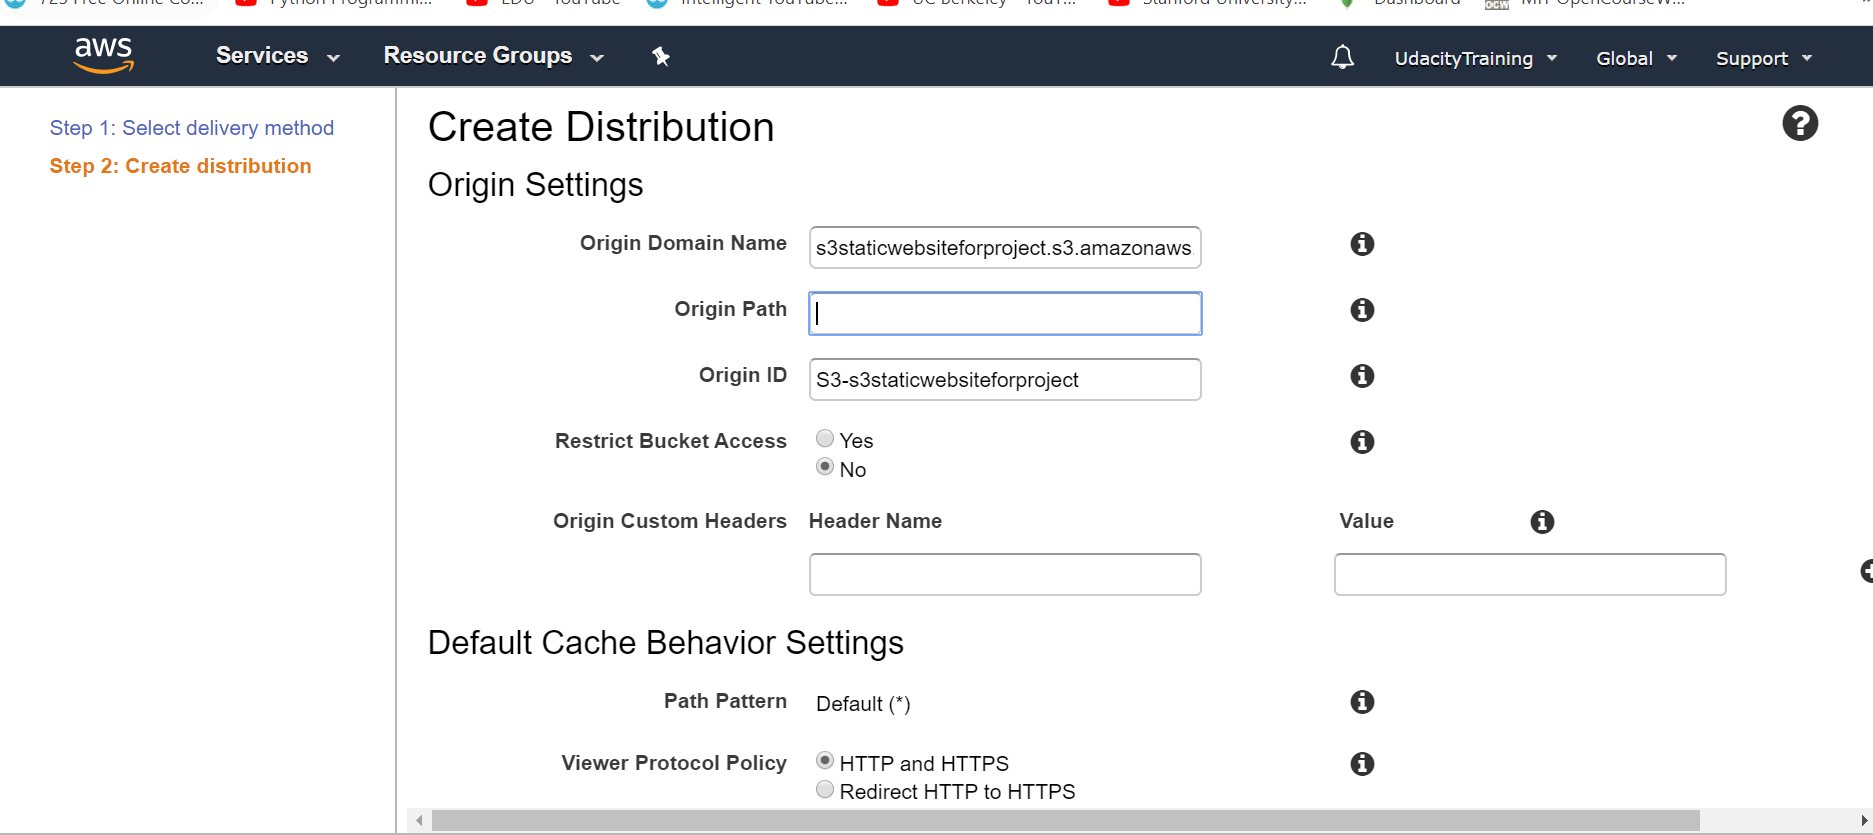 aws
Services
Resource Groups
UdacityTraining
Global
Support
Step 1: Select delivery method
Step 2: Create distribution
Create Distribution
Origin Settings
Origin Domain Name s3staticwebsiteforproject.s3.amazonaws
Origin Path
Origin ID S3-s3staticwebsiteforproject
Restrict Bucket Access Yes
No
Origin Custom Headers Header Name Value
Default Cache Behavior Settings
Path Pattern Default (*)
Viewer Protocol Policy HTTP and HTTPS
Redirect HTTP to HTTPS